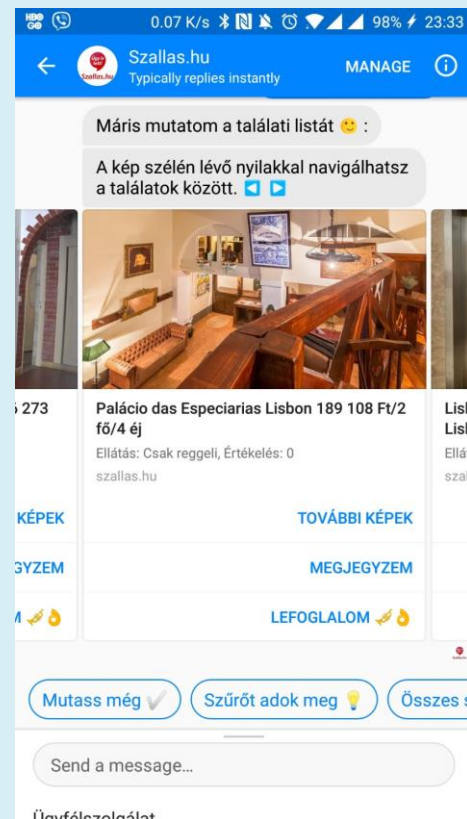 HBO GO 0.07 K/s 98% 23:33
Szallas.hu
Typically replies instantly
MANAGE
Máris mutatom a találati listát 🙂 :
A kép szélén lévő nyilakkal navigálhatsz
a találatok között. ◀️ ▶️
273
KÉPEK
Palácio das Especiarias Lisbon 189 108 Ft/2
fő/4 éj
Ellátás: Csak reggeli, Értékelés: 0
szallas.hu
TOVÁBBI KÉPEK
MEGJEGYZEM
LEFOGLALOM 🎺👌
Mutass még ✔️
Szűrőt adok meg 💡
Send a message...
Ügyfélszolgálat